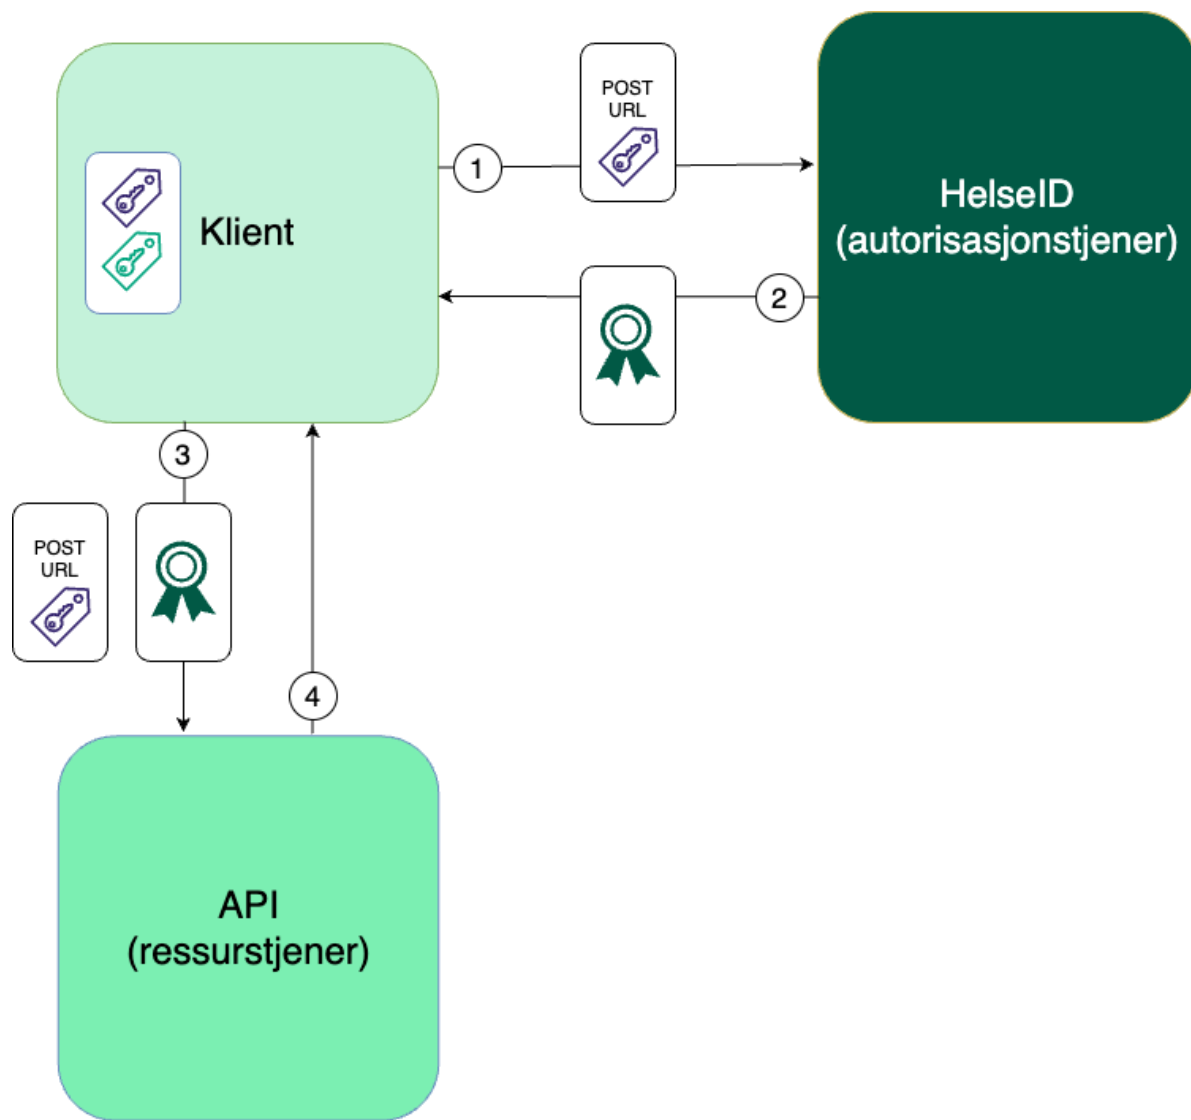 POST
URL
1
Klient
HelseID
(autorisasjonstjener)
2
3
POST
URL
4
API
(ressurstjener)